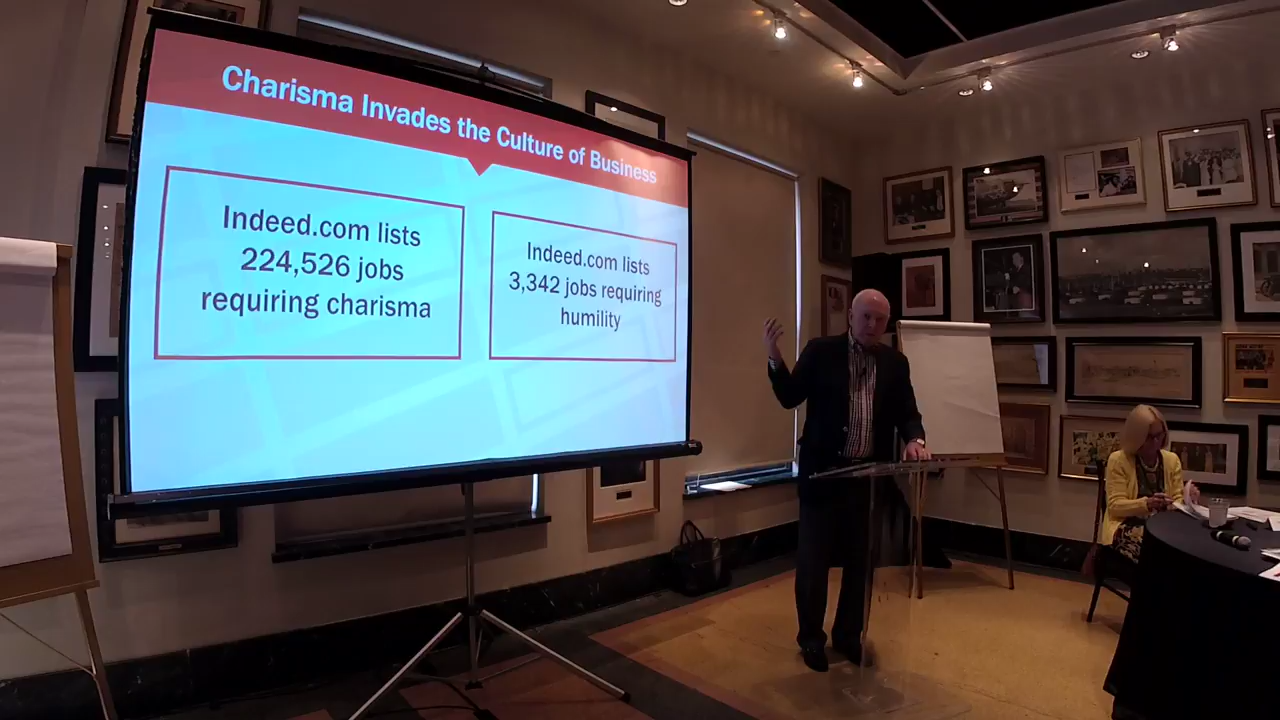 Charisma Invades the Culture of Business
Indeed.com lists
224,526 jobs
requiring charisma
Indeed.com lists
3,342 jobs requiring
humility